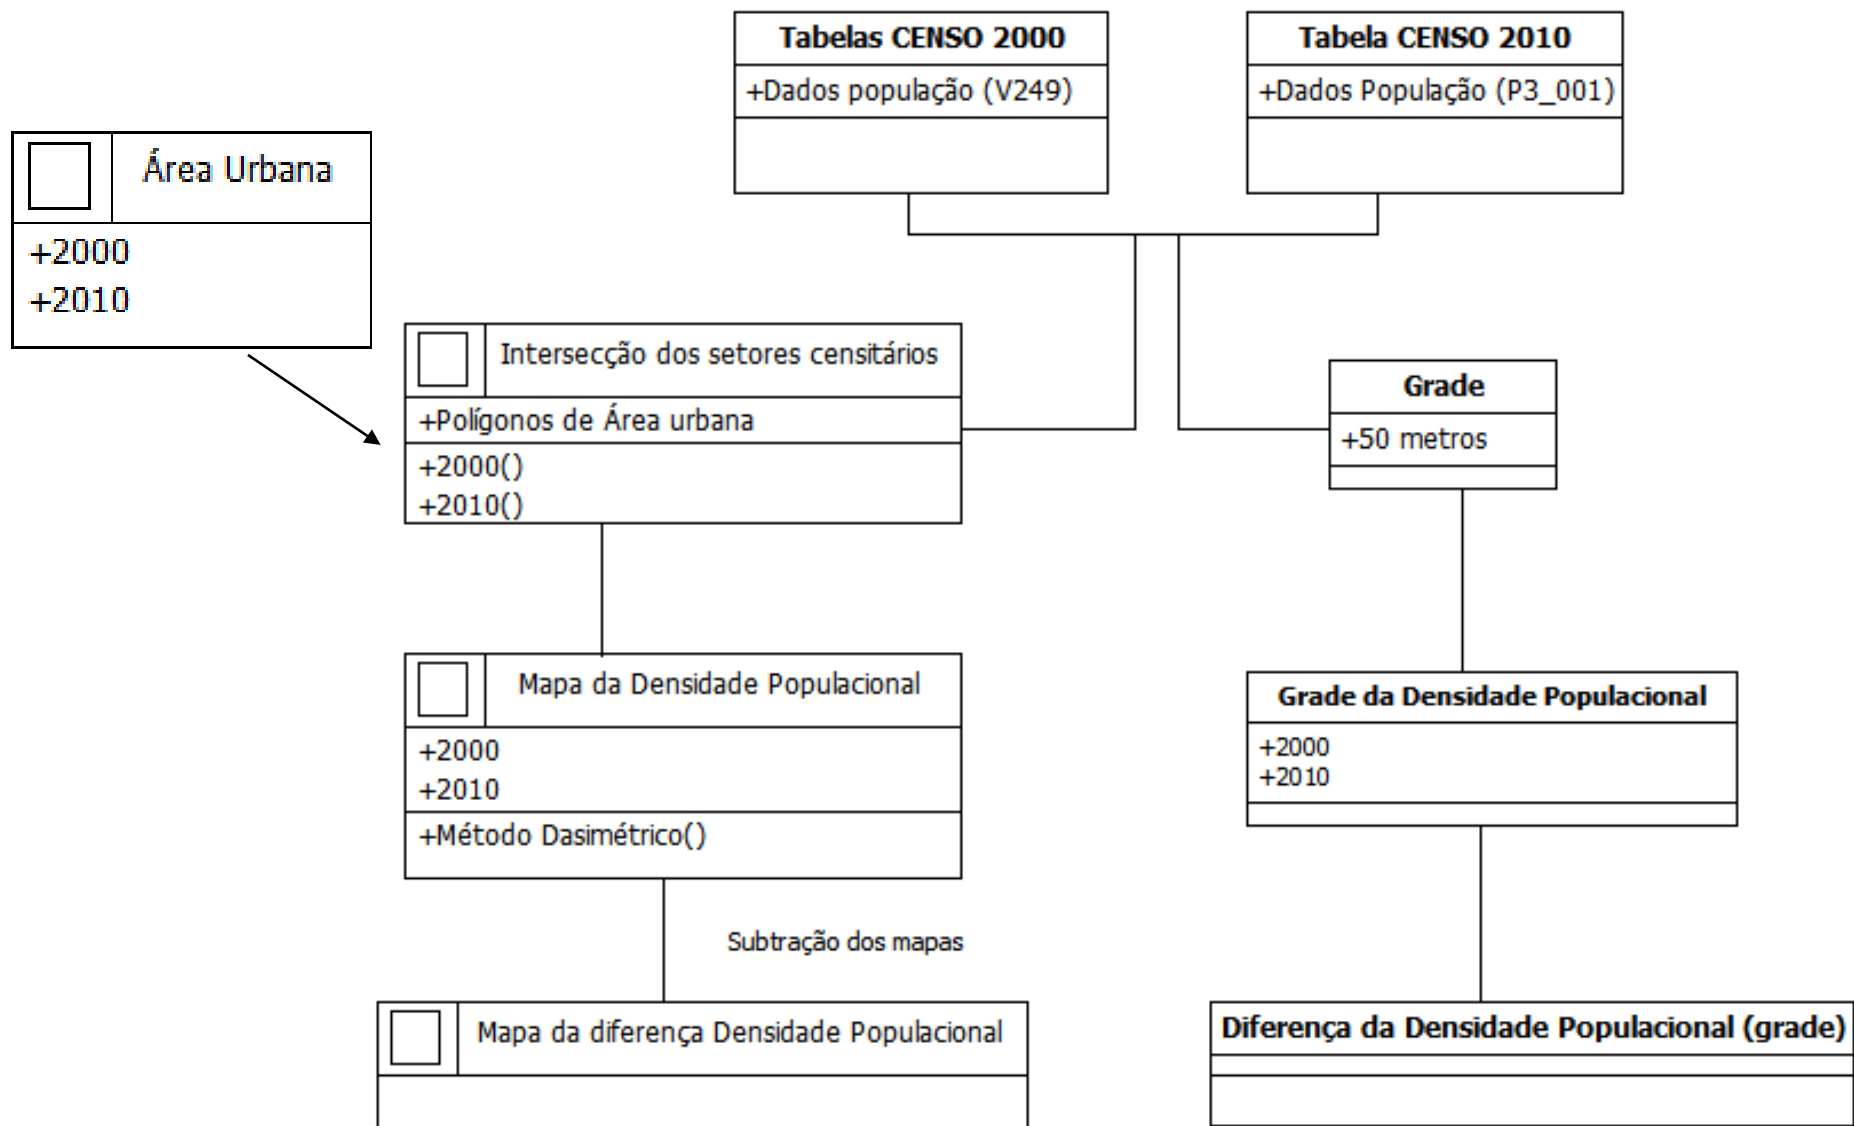 Tabelas CENSO 2000
+Dados população (V249)
Tabela CENSO 2010
+Dados População (P3_001)
Área Urbana
+2000
+2010
Intersecção dos setores censitários
+Polígonos de Área urbana
+2000()
+2010()
Grade
+50 metros
Mapa da Densidade Populacional
+2000
+2010
+Método Dasimétrico()
Grade da Densidade Populacional
+2000
+2010
Subtração dos mapas
Mapa da diferença Densidade Populacional
Diferença da Densidade Populacional (grade)